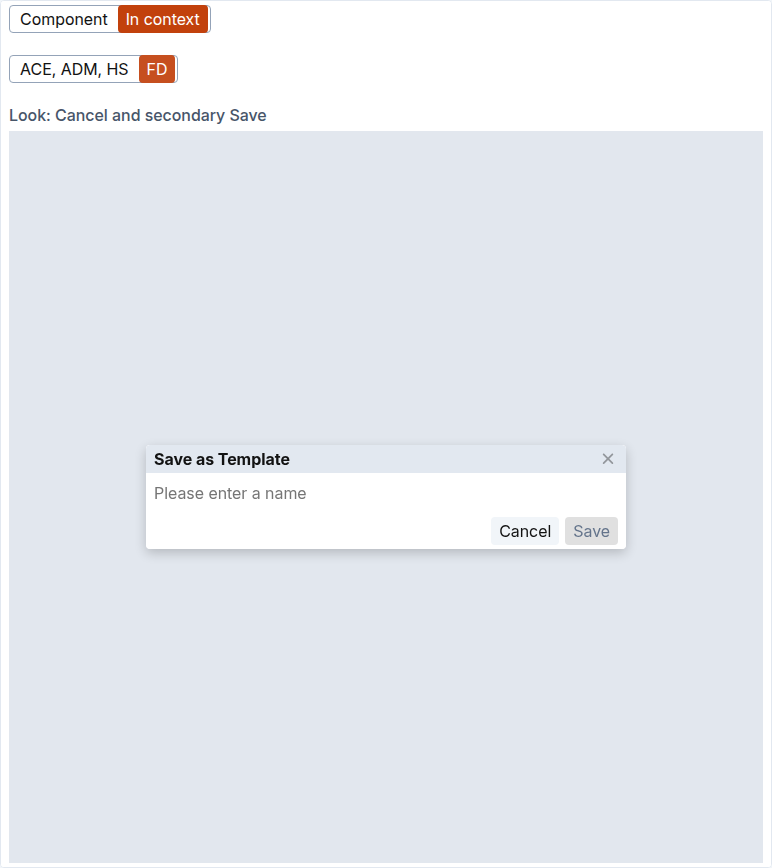 Component In context
ACE, ADM, HS FD
Look: Cancel and secondary Save
Save as Template
Please enter a name
Cancel Save